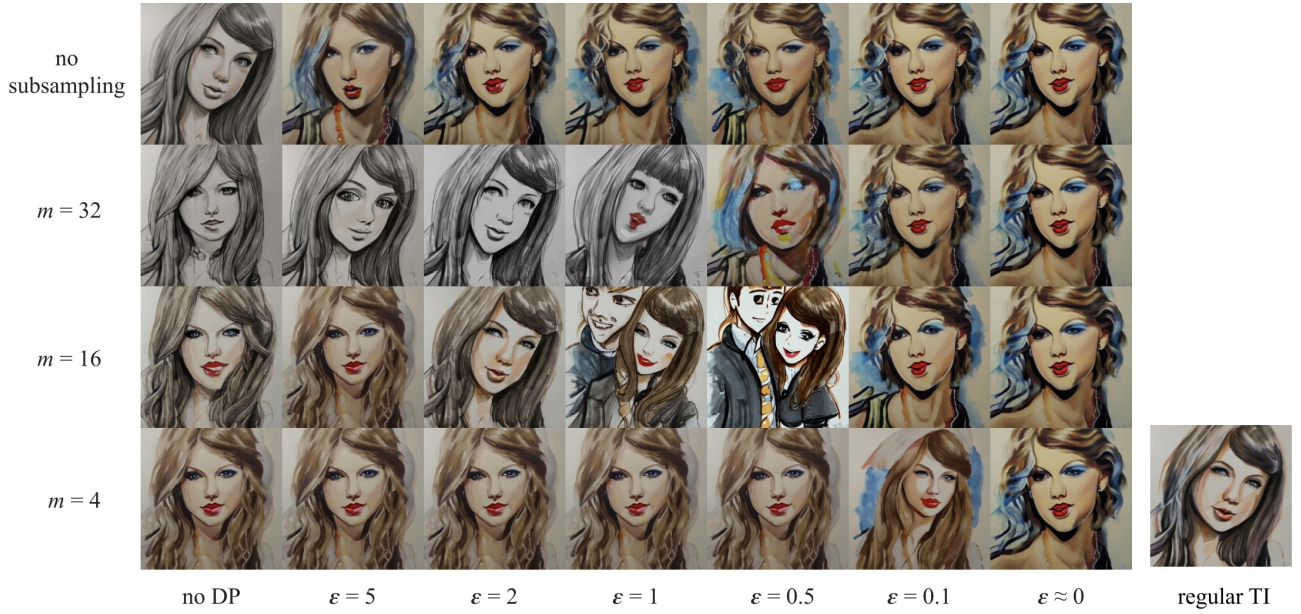 no
subsampling
m = 32
m = 16
m = 4
no DP
ε = 5
ε = 2
ε = 1
ε = 0.5
ε = 0.1
ε ≈ 0
regular TI